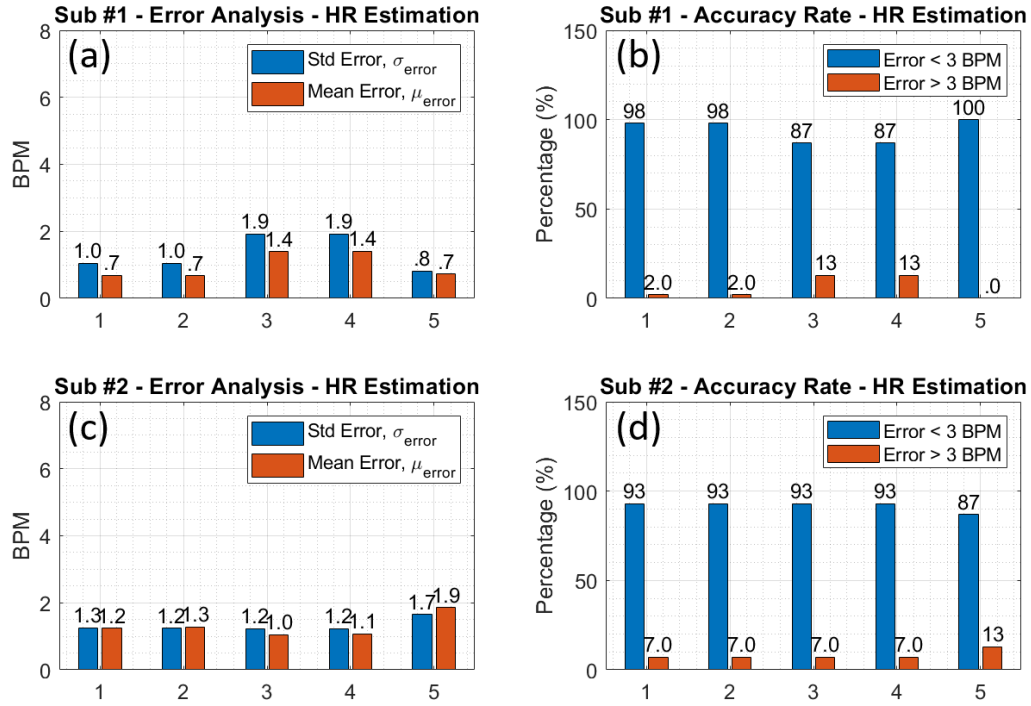 Sub #1 - Error Analysis - HR Estimation
(a)
Std Error, σerror
Mean Error, μerror
BPM
8
6
4
2
0
1.0 .7 1.0 .7 1.9 1.4 1.9 1.4 .8 .7
1 2 3 4 5
Sub #1 - Accuracy Rate - HR Estimation
(b)
Error < 3 BPM
Error > 3 BPM
Percentage (%)
150
100
50
0
98 2.0 98 2.0 87 13 87 13 100 .0
1 2 3 4 5
Sub #2 - Error Analysis - HR Estimation
(c)
Std Error, σerror
Mean Error, μerror
BPM
8
6
4
2
0
1.3 1.2 1.2 1.3 1.2 1.0 1.2 1.1 1.7 1.9
1 2 3 4 5
Sub #2 - Accuracy Rate - HR Estimation
(d)
Error < 3 BPM
Error > 3 BPM
Percentage (%)
150
100
50
0
93 7.0 93 7.0 93 7.0 93 7.0 87 13
1 2 3 4 5